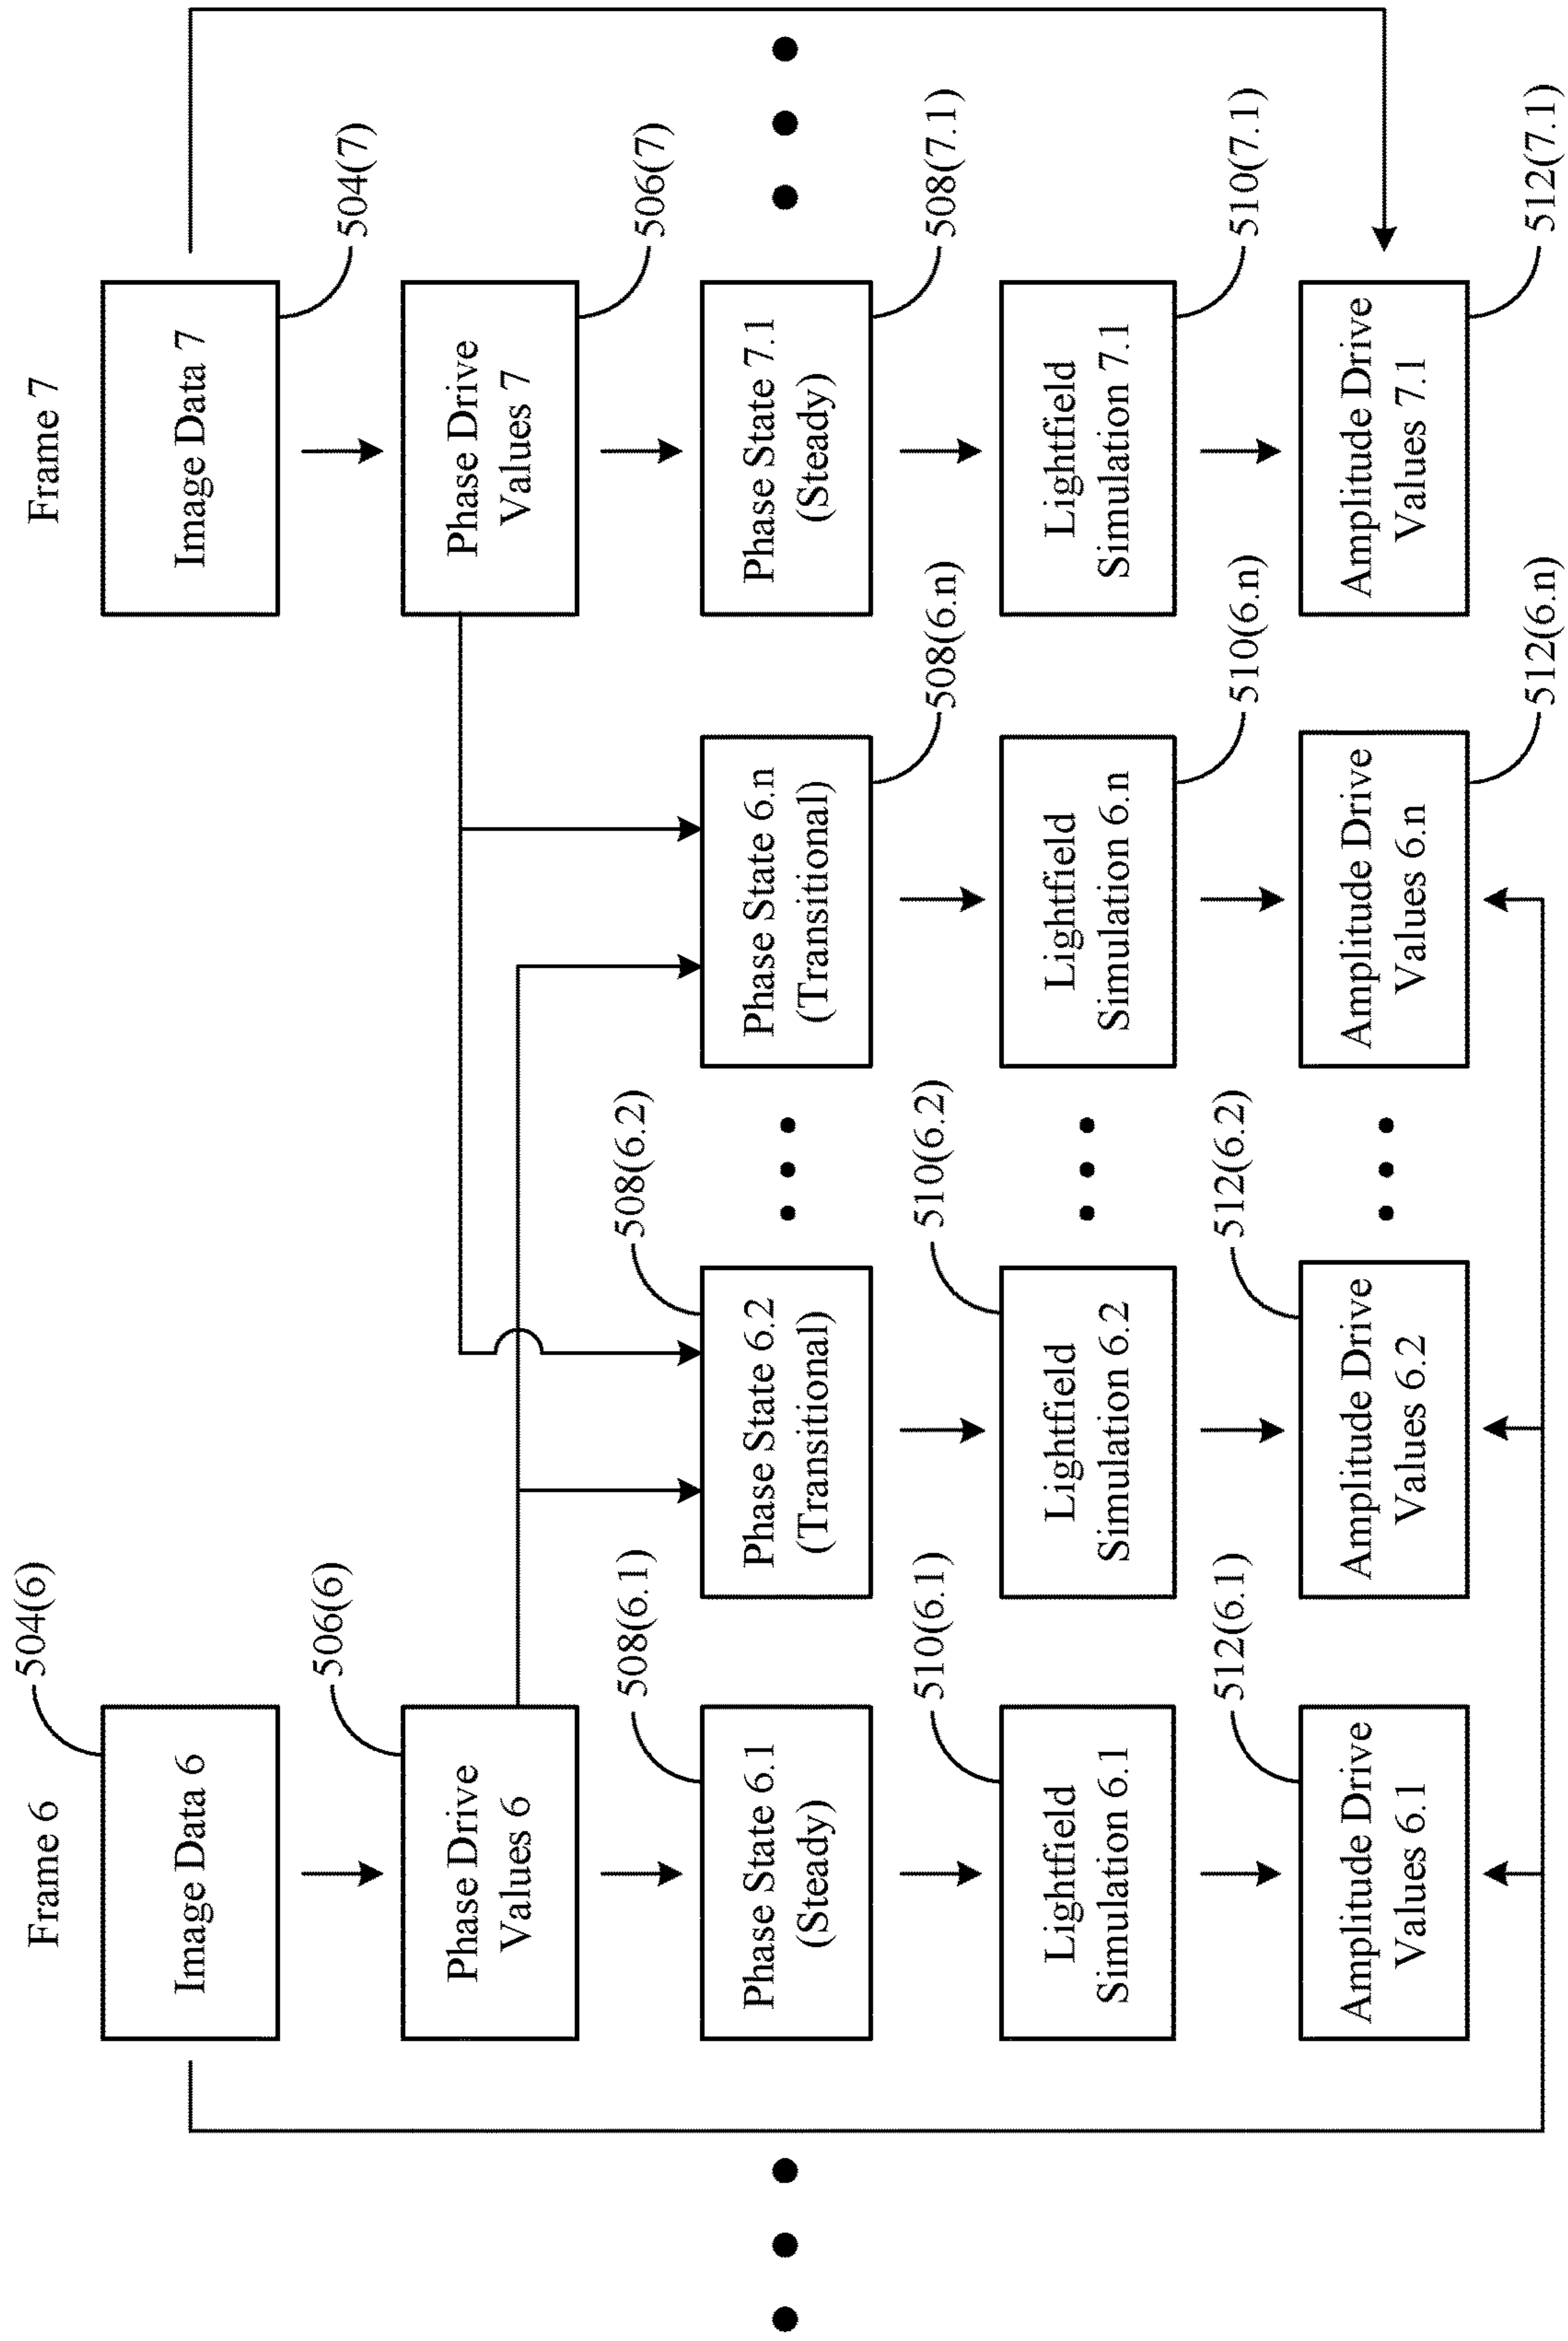 Frame 6
Frame 7
504(6)
Image Data 6
Image Data 7
504(7)
506(6)
Phase Drive
Values 6
Phase Drive
Values 7
506(7)
508(6.1)
Phase State 6.1
(Steady)
508(6.2)
Phase State 6.2
(Transitional)
Phase State 6.n
(Transitional)
508(6.n)
Phase State 7.1
(Steady)
508(7.1)
510(6.1)
Lightfield
Simulation 6.1
510(6.2)
Lightfield
Simulation 6.2
Lightfield
Simulation 6.n
510(6.n)
Lightfield
Simulation 7.1
510(7.1)
512(6.1)
Amplitude Drive
Values 6.1
512(6.2)
Amplitude Drive
Values 6.2
Amplitude Drive
Values 6.n
512(6.n)
Amplitude Drive
Values 7.1
512(7.1)